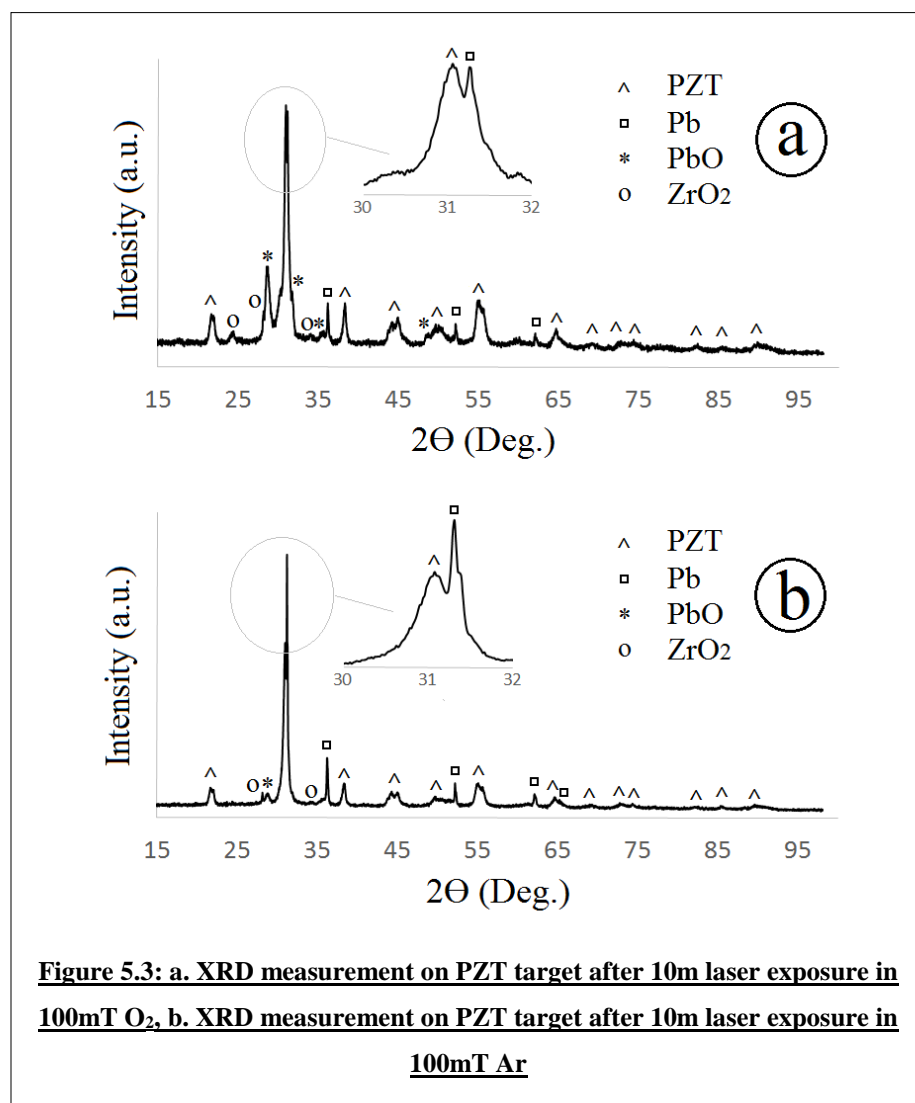 ^ □
^ PZT
□ Pb
* PbO
o ZrO₂
a
30 31 32
Intensity (a.u.)
^ o o * * o * □ ^ ^ * ^ □ ^ □ ^ ^ ^ ^ ^ ^ ^
15 25 35 45 55 65 75 85 95
2Ɵ (Deg.)
^ □
^ PZT
□ Pb
* PbO
o ZrO₂
b
30 31 32
Intensity (a.u.)
^ o * o □ ^ ^ ^ □ ^ □ ^ □ ^ ^ ^ ^ ^ ^
15 25 35 45 55 65 75 85 95
2Ɵ (Deg.)
Figure 5.3: a. XRD measurement on PZT target after 10m laser exposure in
100mT O₂, b. XRD measurement on PZT target after 10m laser exposure in
100mT Ar